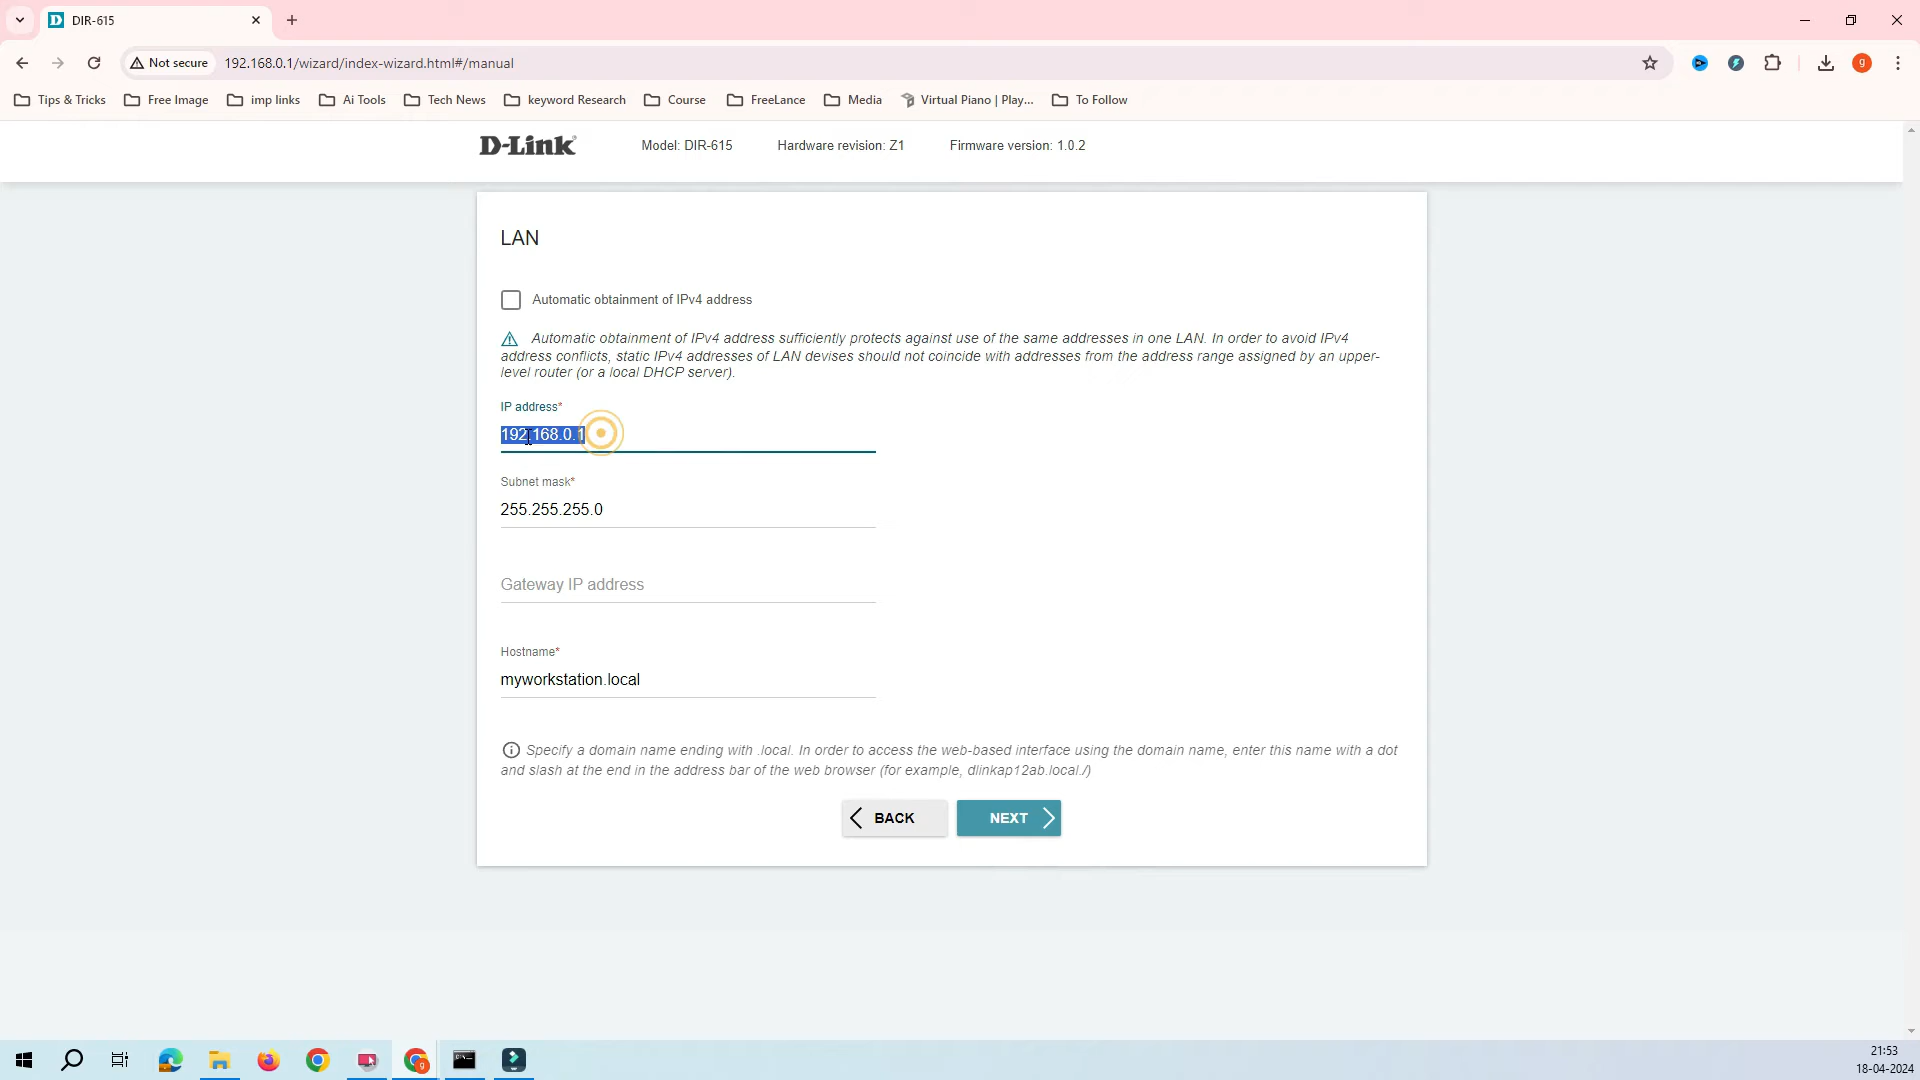 DIR-615
Not secure
192.168.0.1/wizard/index-wizard.html#/manual
g
Tips & Tricks
Free Image
imp links
Ai Tools
Tech News
keyword Research
Course
FreeLance
Media
Virtual Piano | Play...
To Follow
D-Link
Model: DIR-615
Hardware revision: Z1
Firmware version: 1.0.2
LAN
Automatic obtainment of IPv4 address
Automatic obtainment of IPv4 address sufficiently protects against use of the same addresses in one LAN. In order to avoid IPv4
address conflicts, static IPv4 addresses of LAN devises should not coincide with addresses from the address range assigned by an upper-
level router (or a local DHCP server).
IP address*
192.168.0.1
Subnet mask*
255.255.255.0
Gateway IP address
Hostname*
myworkstation.local
Specify a domain name ending with .local. In order to access the web-based interface using the domain name, enter this name with a dot
and slash at the end in the address bar of the web browser (for example, dlinkap12ab.local./)
BACK
NEXT
21:53
18-04-2024